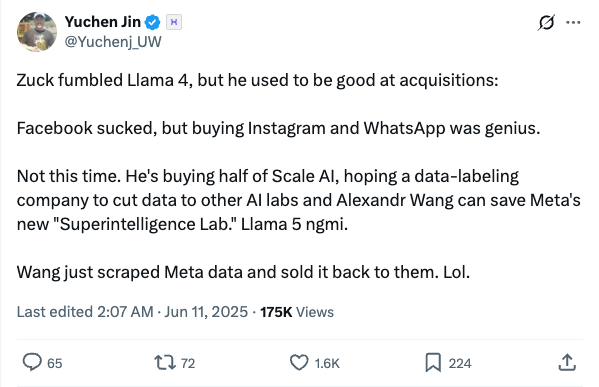 Yuchen Jin H
@Yuchenj_UW
Zuck fumbled Llama 4, but he used to be good at acquisitions:
Facebook sucked, but buying Instagram and WhatsApp was genius.
Not this time. He's buying half of Scale AI, hoping a data-labeling
company to cut data to other AI labs and Alexandr Wang can save Meta's
new "Superintelligence Lab." Llama 5 ngmi.
Wang just scraped Meta data and sold it back to them. Lol.
Last edited 2:07 AM · Jun 11, 2025 · 175K Views
65 72 1.6K 224